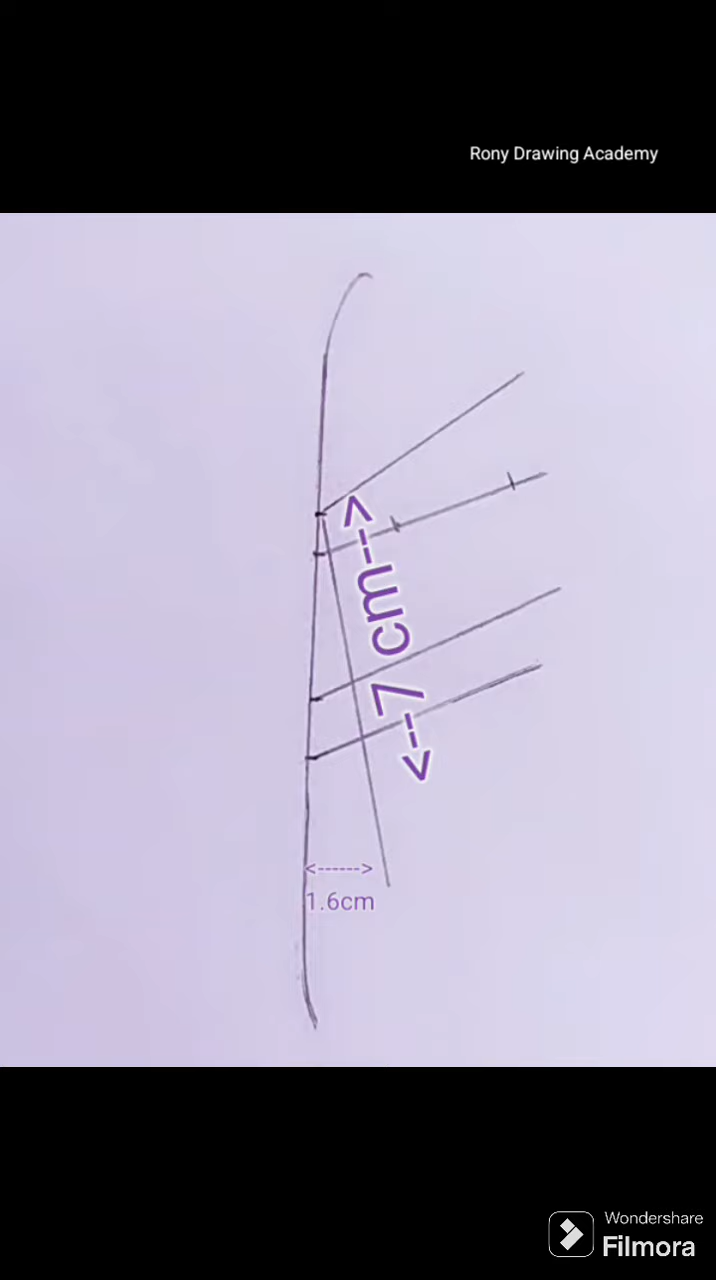 Rony Drawing Academy
<--7 cm-->
<------>
1.6cm
Wondershare
Filmora